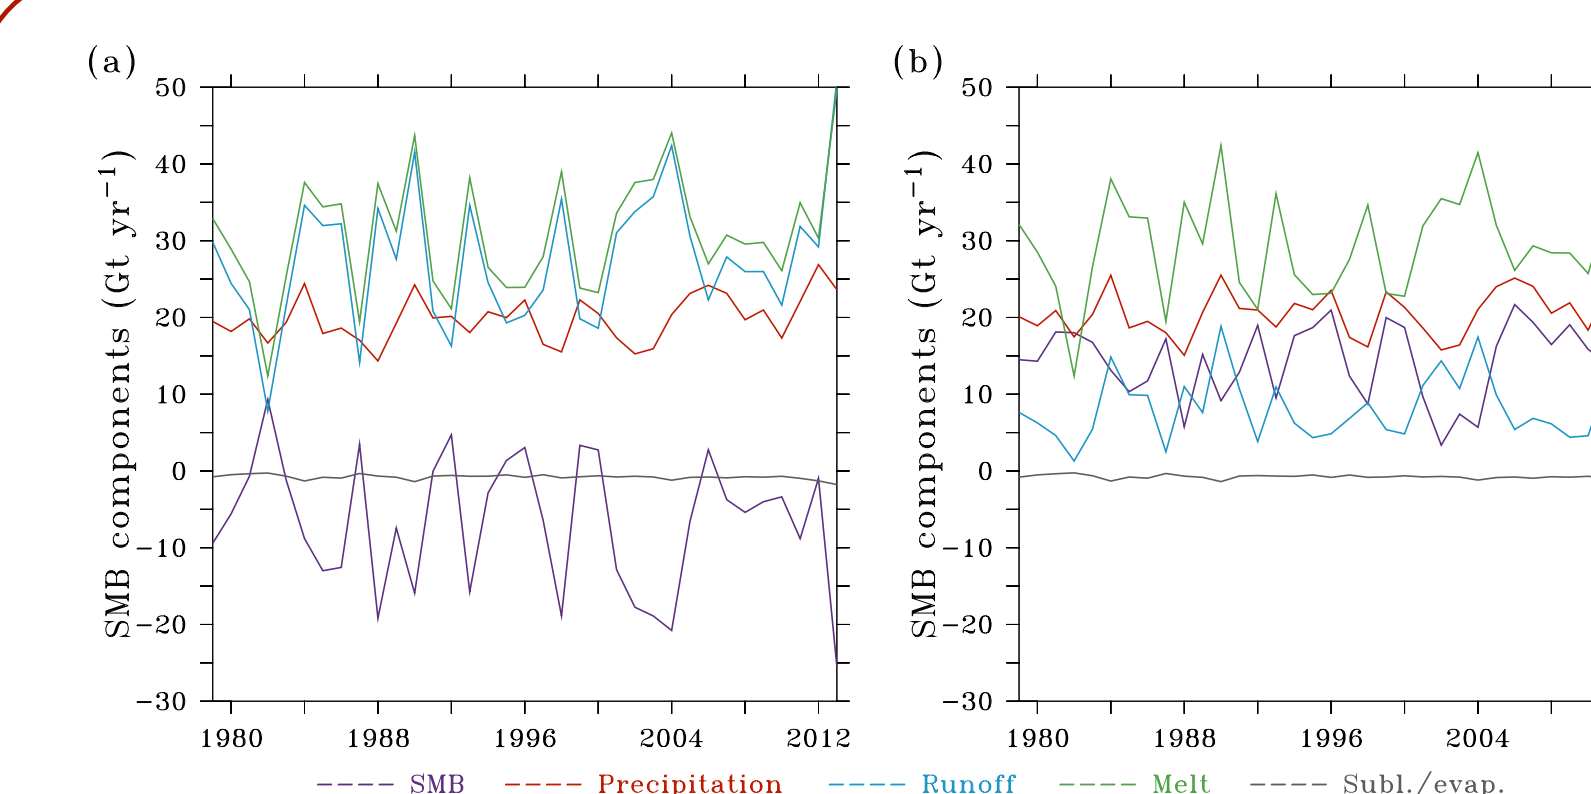 (a)
(b)
SMB components (Gt yr⁻¹)
50
40
30
20
10
0
−10
−20
−30
1980 1988 1996 2004 2012
SMB components (Gt yr⁻¹)
50
40
30
20
10
0
−10
−20
−30
1980 1988 1996 2004
SMB Precipitation Runoff Melt Subl./evap.